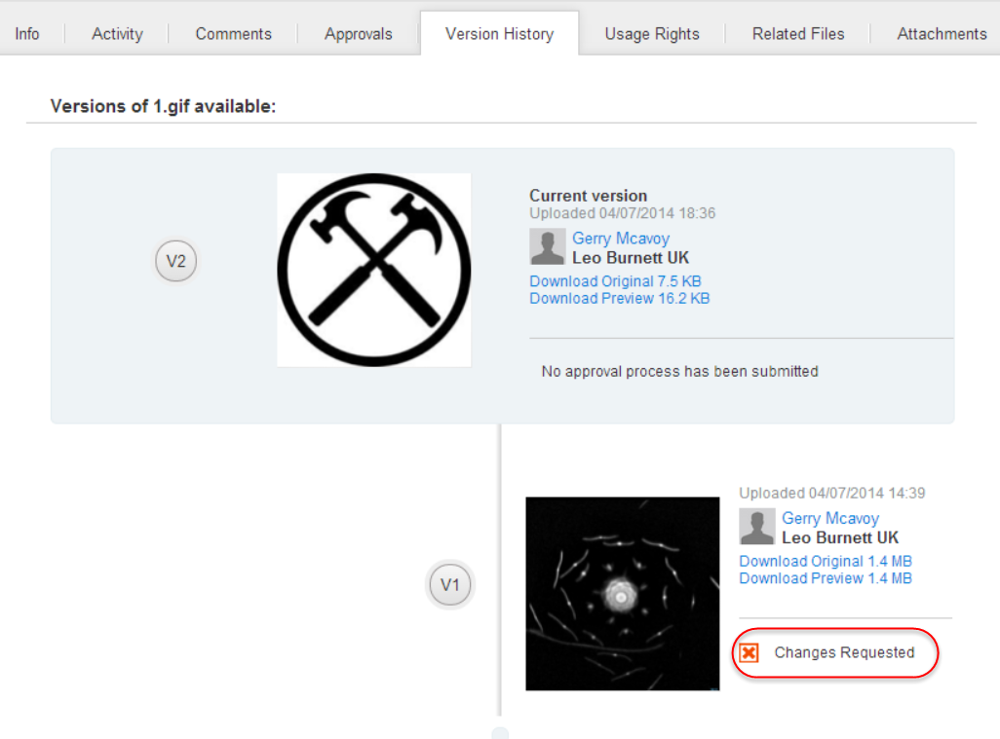 Info Activity Comments Approvals Version History Usage Rights Related Files Attachments
Versions of 1.gif available:
V2
Current version
Uploaded 04/07/2014 18:36
Gerry Mcavoy
Leo Burnett UK
Download Original 7.5 KB
Download Preview 16.2 KB
No approval process has been submitted
V1
Uploaded 04/07/2014 14:39
Gerry Mcavoy
Leo Burnett UK
Download Original 1.4 MB
Download Preview 1.4 MB
Changes Requested